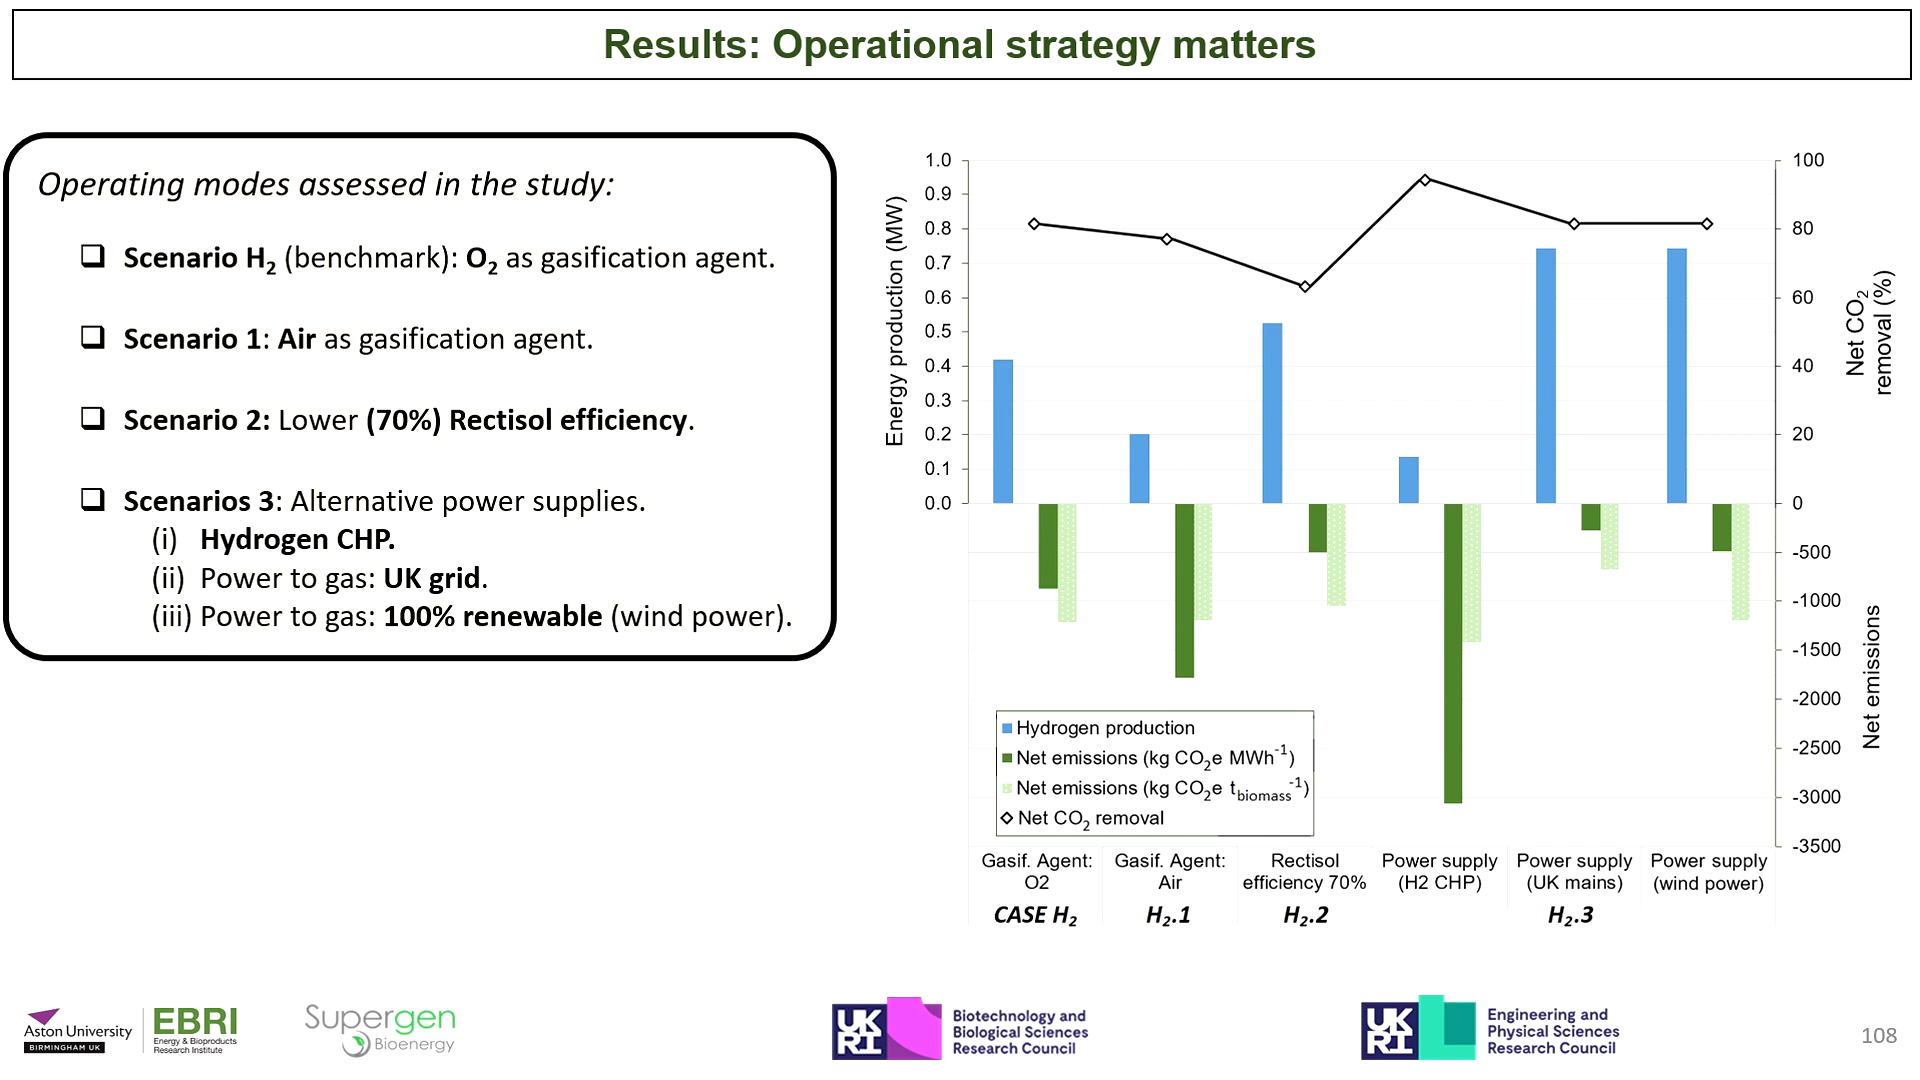 Results: Operational strategy matters
Operating modes assessed in the study:
❑ Scenario H₂ (benchmark): O₂ as gasification agent.
❑ Scenario 1: Air as gasification agent.
❑ Scenario 2: Lower (70%) Rectisol efficiency.
❑ Scenarios 3: Alternative power supplies.
(i) Hydrogen CHP.
(ii) Power to gas: UK grid.
(iii) Power to gas: 100% renewable (wind power).
Energy production (MW)
1.0
0.9
0.8
0.7
0.6
0.5
0.4
0.3
0.2
0.1
0.0
100
80
60
40
20
0
-500
-1000
-1500
-2000
-2500
-3000
-3500
Net CO₂
removal (%)
Net emissions
Hydrogen production
Net emissions (kg CO₂e MWh⁻¹)
Net emissions (kg CO₂e t_biomass⁻¹)
Net CO₂ removal
Gasif. Agent:
O2
Gasif. Agent:
Air
Rectisol
efficiency 70%
Power supply
(H2 CHP)
Power supply
(UK mains)
Power supply
(wind power)
CASE H₂
H₂.1
H₂.2
H₂.3
Aston University
BIRMINGHAM UK
EBRI
Energy & Bioproducts
Research Institute
Supergen
Bioenergy
UK
RI
Biotechnology and
Biological Sciences
Research Council
UK
RI
Engineering and
Physical Sciences
Research Council
108